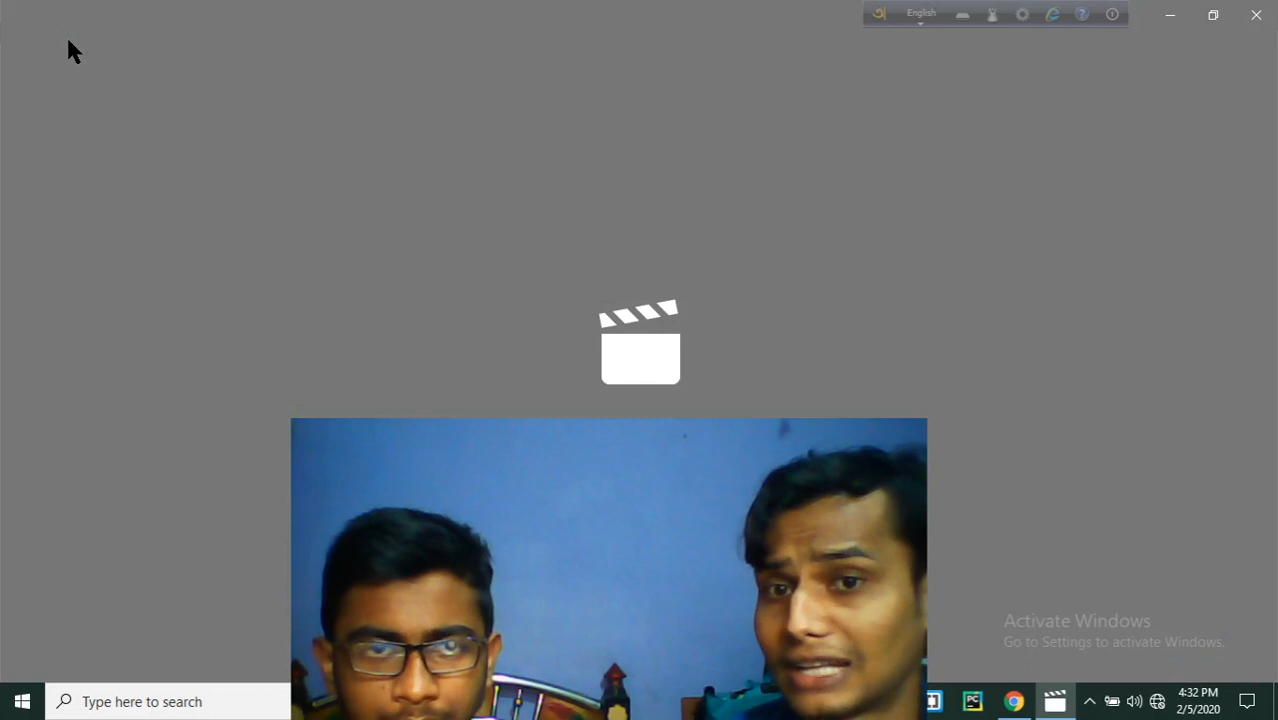 অ English
Activate Windows
Go to Settings to activate Windows.
Type here to search
PC
4:32 PM
2/5/2020